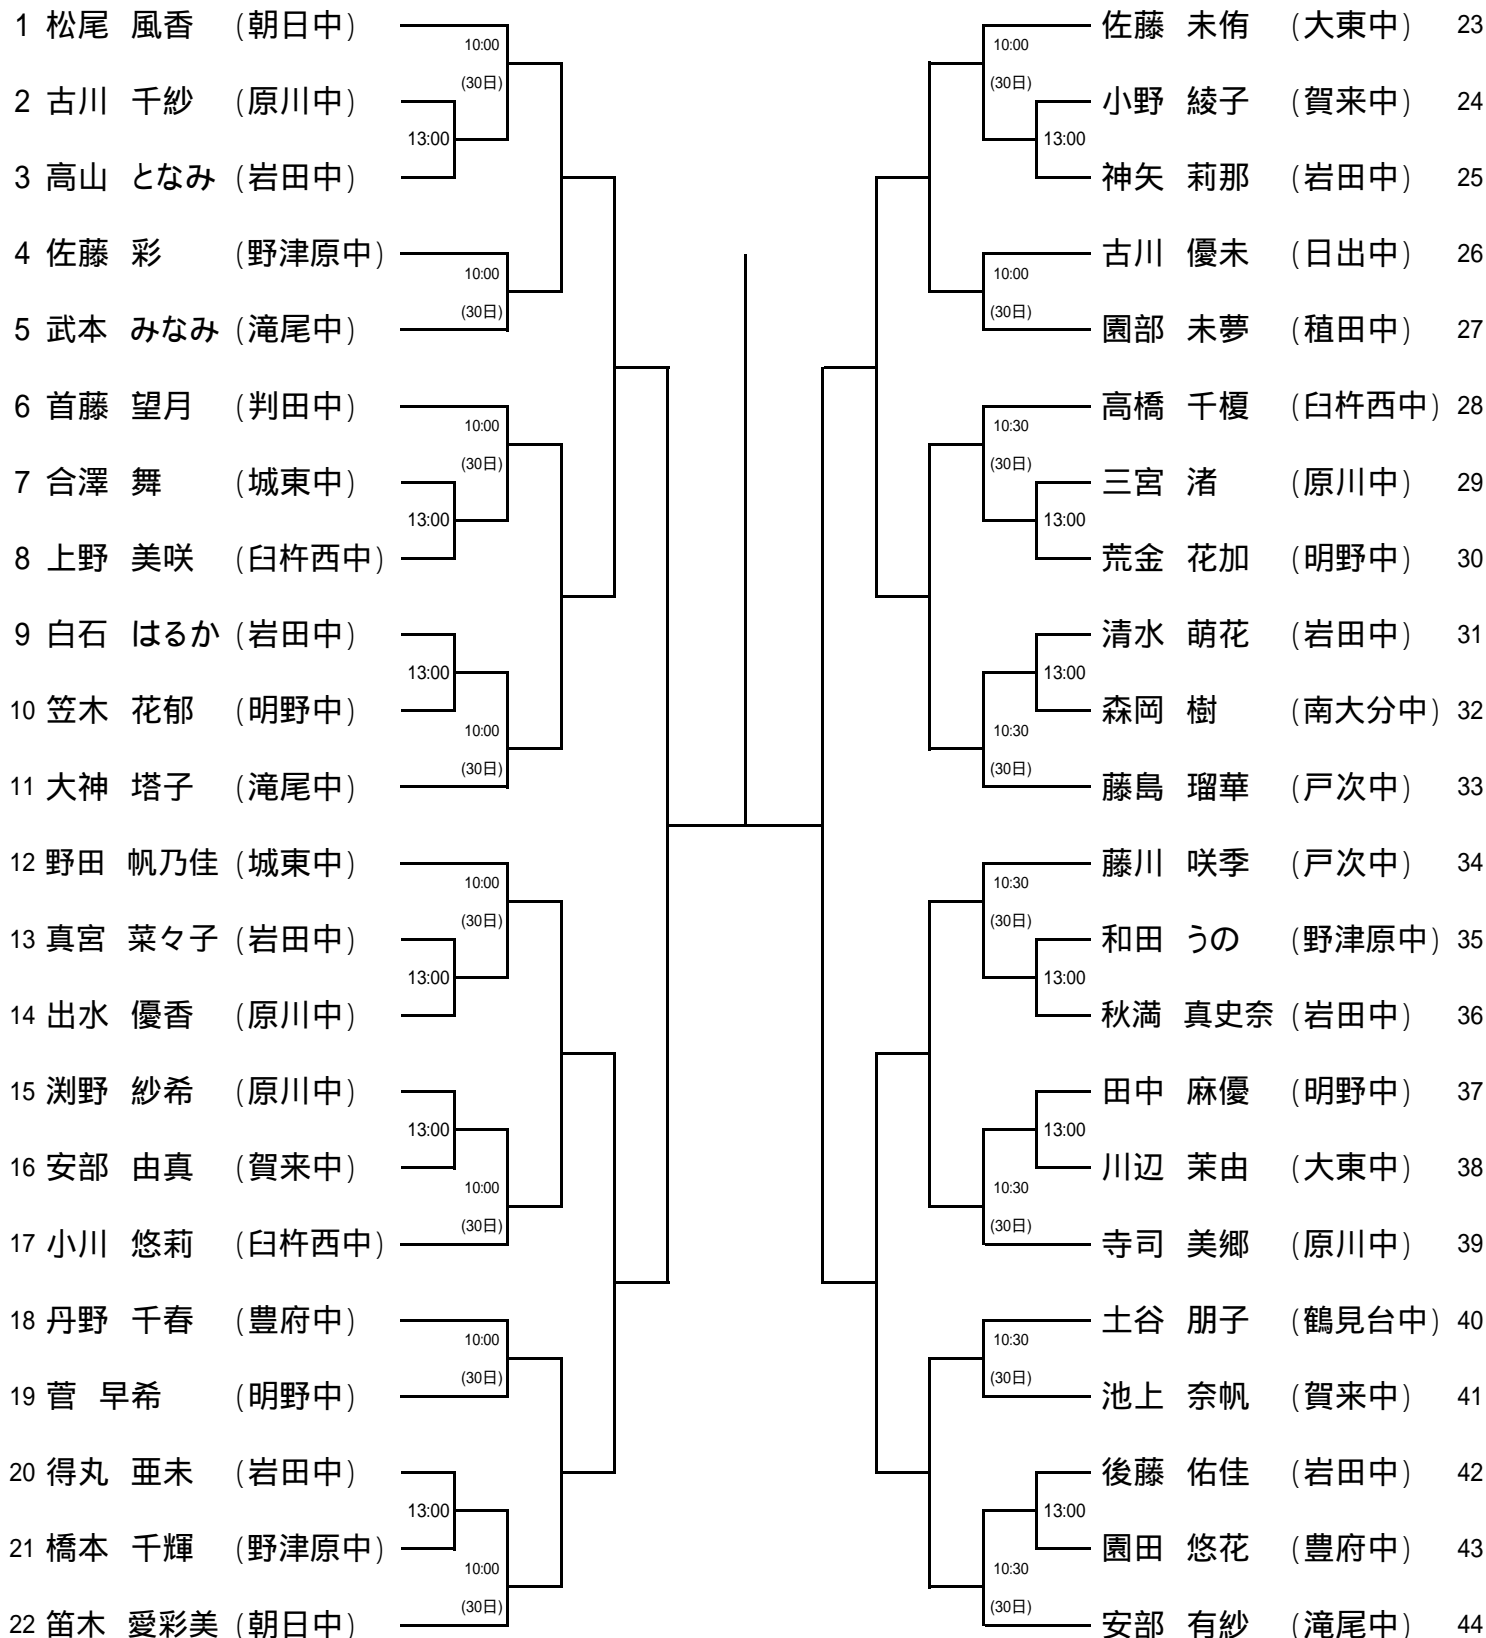 1 松尾 風香 (朝日中)
10:00
(30日)
2 古川 千紗 (原川中)
13:00
3 高山 となみ (岩田中)
4 佐藤 彩 (野津原中)
10:00
(30日)
5 武本 みなみ (滝尾中)
6 首藤 望月 (判田中)
10:00
(30日)
7 合澤 舞 (城東中)
13:00
8 上野 美咲 (臼杵西中)
9 白石 はるか (岩田中)
13:00
10 笠木 花郁 (明野中)
10:00
(30日)
11 大神 塔子 (滝尾中)
12 野田 帆乃佳 (城東中)
10:00
(30日)
13 真宮 菜々子 (岩田中)
13:00
14 出水 優香 (原川中)
15 渕野 紗希 (原川中)
13:00
16 安部 由真 (賀来中)
10:00
(30日)
17 小川 悠莉 (臼杵西中)
18 丹野 千春 (豊府中)
10:00
(30日)
19 菅 早希 (明野中)
20 得丸 亜未 (岩田中)
13:00
21 橋本 千輝 (野津原中)
10:00
(30日)
22 笛木 愛彩美 (朝日中)
佐藤 未侑 (大東中) 23
10:00
(30日)
小野 綾子 (賀来中) 24
13:00
神矢 莉那 (岩田中) 25
古川 優未 (日出中) 26
10:00
(30日)
園部 未夢 (稙田中) 27
高橋 千榎 (臼杵西中) 28
10:30
(30日)
三宮 渚 (原川中) 29
13:00
荒金 花加 (明野中) 30
清水 萌花 (岩田中) 31
13:00
森岡 樹 (南大分中) 32
10:30
(30日)
藤島 瑠華 (戸次中) 33
藤川 咲季 (戸次中) 34
10:30
(30日)
和田 うの (野津原中) 35
13:00
秋満 真史奈 (岩田中) 36
田中 麻優 (明野中) 37
13:00
川辺 茉由 (大東中) 38
10:30
(30日)
寺司 美郷 (原川中) 39
土谷 朋子 (鶴見台中) 40
10:30
(30日)
池上 奈帆 (賀来中) 41
後藤 佑佳 (岩田中) 42
13:00
園田 悠花 (豊府中) 43
10:30
(30日)
安部 有紗 (滝尾中) 44